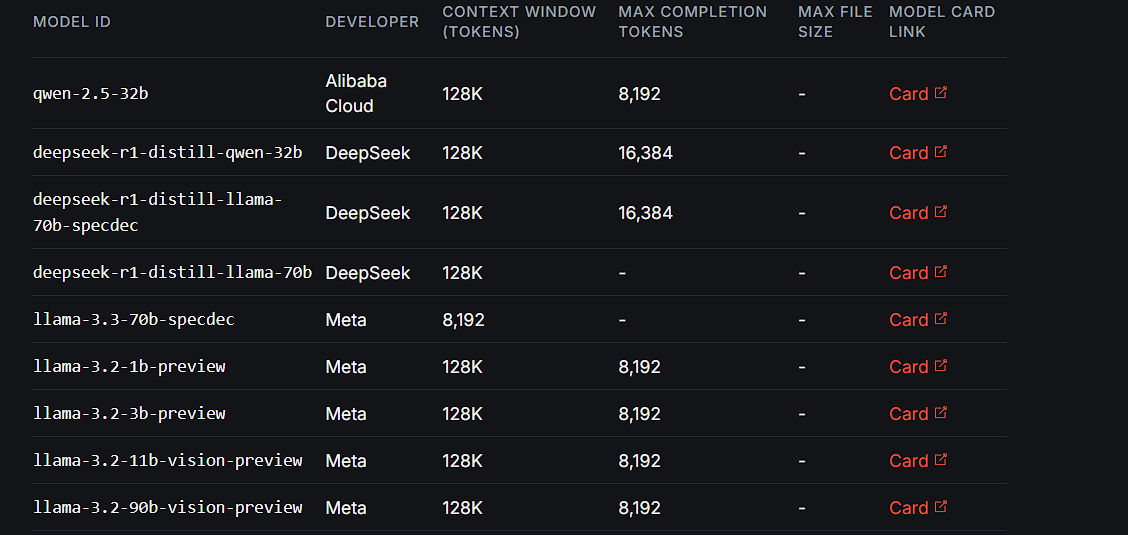 MODEL ID DEVELOPER CONTEXT WINDOW (TOKENS) MAX COMPLETION TOKENS MAX FILE SIZE MODEL CARD LINK
qwen-2.5-32b Alibaba Cloud 128K 8,192 - Card
deepseek-r1-distill-qwen-32b DeepSeek 128K 16,384 - Card
deepseek-r1-distill-llama-70b-specdec DeepSeek 128K 16,384 - Card
deepseek-r1-distill-llama-70b DeepSeek 128K - - Card
llama-3.3-70b-specdec Meta 8,192 - - Card
llama-3.2-1b-preview Meta 128K 8,192 - Card
llama-3.2-3b-preview Meta 128K 8,192 - Card
llama-3.2-11b-vision-preview Meta 128K 8,192 - Card
llama-3.2-90b-vision-preview Meta 128K 8,192 - Card